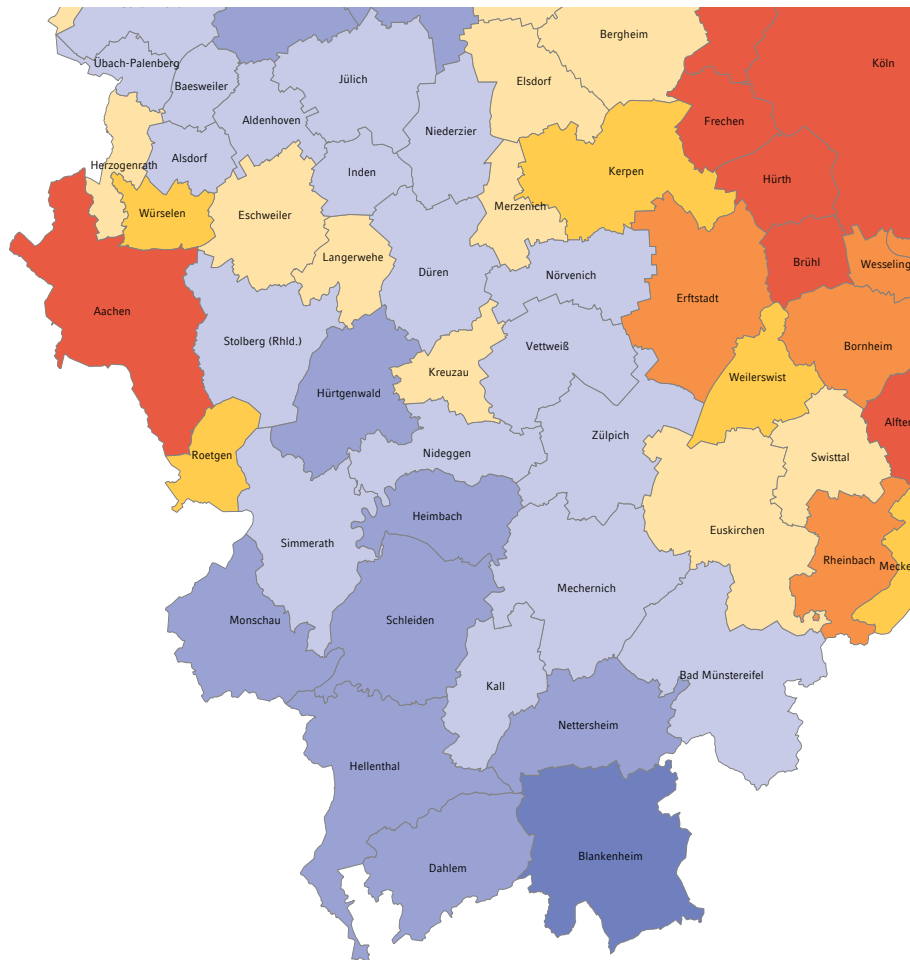 Bergheim
Übach-Palenberg
Köln
Jülich
Elsdorf
Baesweiler
Aldenhoven
Frechen
Niederzier
Alsdorf
Herzogenrath
Inden
Kerpen
Hürth
Würselen
Eschweiler
Merzenich
Langerwehe
Düren
Nörvenich
Brühl
Wesseling
Erftstadt
Aachen
Stolberg (Rhld.)
Vettweiß
Bornheim
Kreuzau
Weilerswist
Hürtgenwald
Alfter
Zülpich
Roetgen
Nideggen
Swisttal
Heimbach
Euskirchen
Simmerath
Rheinbach
Mecke
Mechernich
Monschau
Schleiden
Bad Münstereifel
Kall
Nettersheim
Hellenthal
Blankenheim
Dahlem